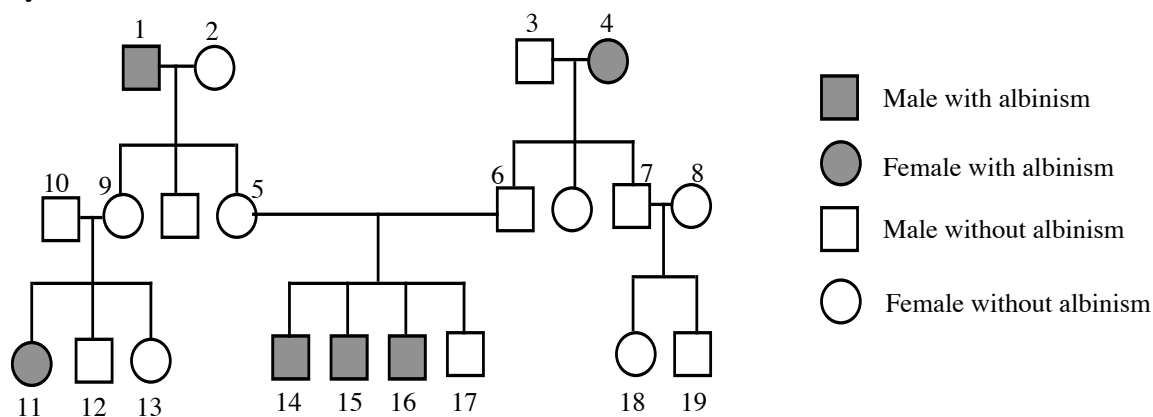 1 2 3 4
Male with albinism
Female with albinism
10 9 5 6 7 8
Male without albinism
Female without albinism
11 12 13 14 15 16 17 18 19